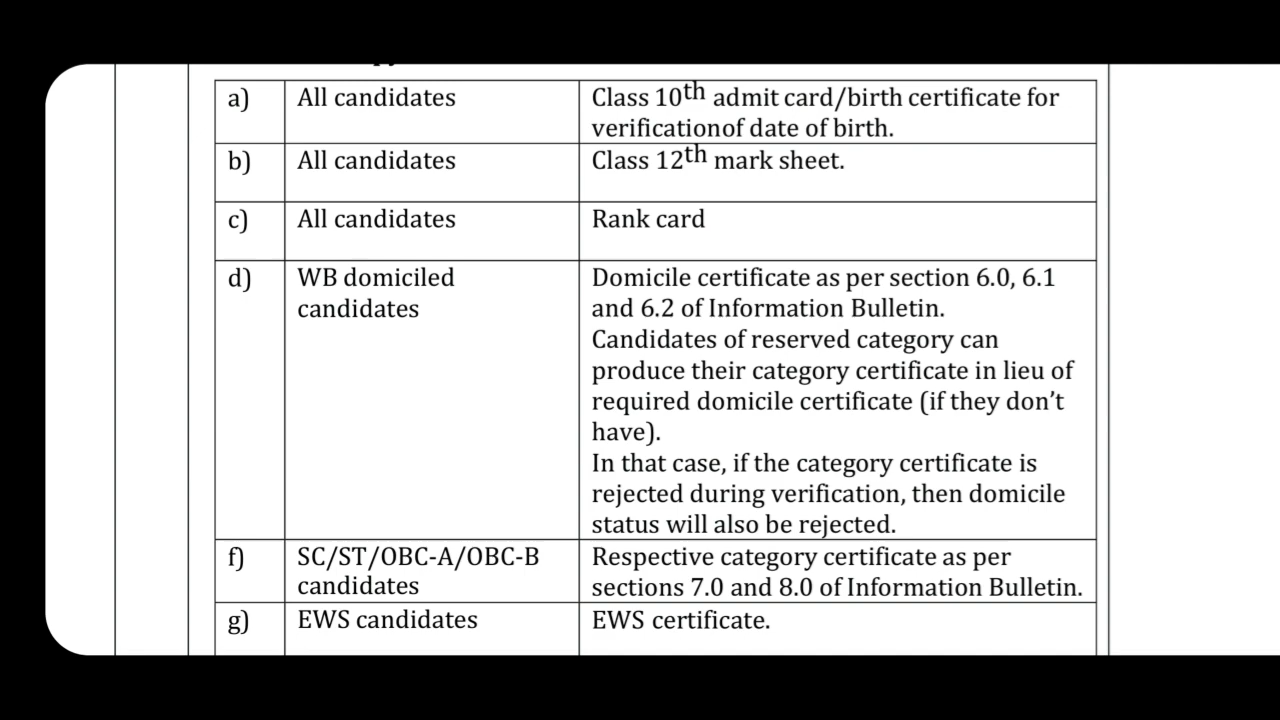 a) All candidates Class 10th admit card/birth certificate for
verificationof date of birth.
b) All candidates Class 12th mark sheet.
c) All candidates Rank card
d) WB domiciled Domicile certificate as per section 6.0, 6.1
candidates and 6.2 of Information Bulletin.
Candidates of reserved category can
produce their category certificate in lieu of
required domicile certificate (if they don’t
have).
In that case, if the category certificate is
rejected during verification, then domicile
status will also be rejected.
f) SC/ST/OBC-A/OBC-B Respective category certificate as per
candidates sections 7.0 and 8.0 of Information Bulletin.
g) EWS candidates EWS certificate.